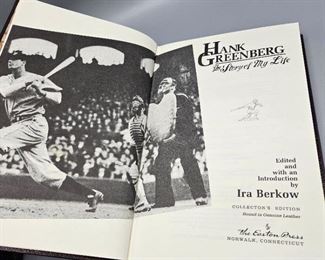 HANK
GREENBERG
The Story of My Life
Edited
and
with an
Introduction
by
Ira Berkow
COLLECTOR'S EDITION
Bound in Genuine Leather
The Easton Press
NORWALK, CONNECTICUT